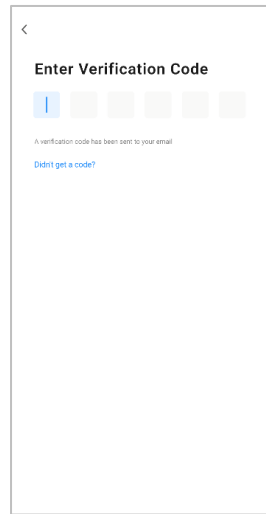 Enter Verification Code
A verification code has been sent to your email
Didn't get a code?